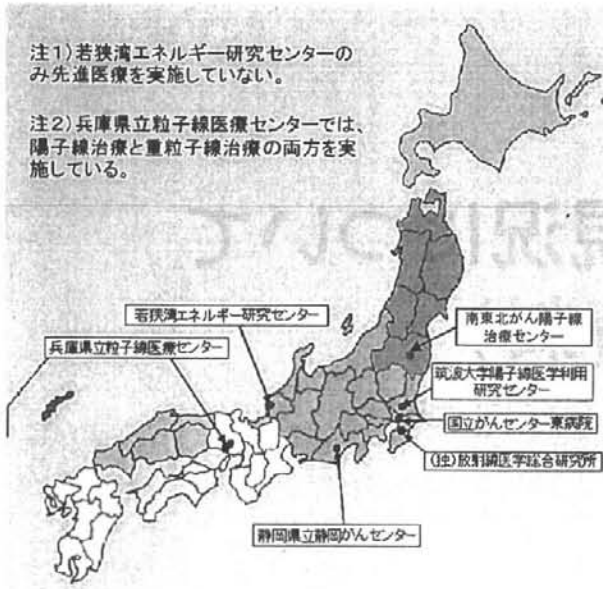 注1)若狭湾エネルギー研究センターの
み先進医療を実施していない。
注2)兵庫県立粒子線医療センターでは、
陽子線治療と重粒子線治療の両方を実
施している。
若狭湾エネルギー研究センター
兵庫県立粒子線医療センター
南東北がん陽子線
治療センター
筑波大学陽子線医学利用
研究センター
国立がんセンター東病院
(独)放射線医学総合研究所
静岡県立静岡がんセンター